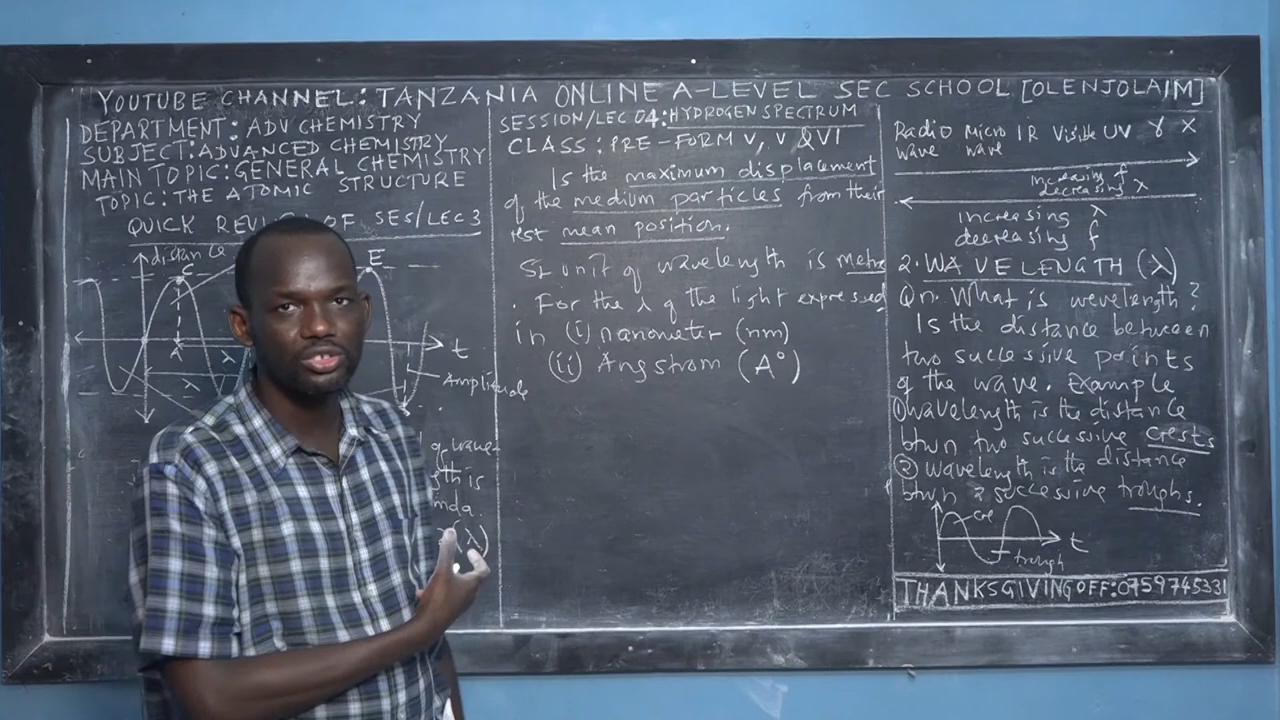 YOUTUBE CHANNEL: TANZANIA ONLINE A-LEVEL SEC SCHOOL [OLENJOLAIM]
DEPARTMENT: ADV CHEMISTRY
SUBJECT: ADVANCED CHEMISTRY
MAIN TOPIC: GENERAL CHEMISTRY
TOPIC: THE ATOMIC STRUCTURE
QUICK OF SES/LEC 3
distance
C
E
A
λ
t
λ
Amplitude
of wave-
is
mda
(λ)
SESSION/LEC 04: HYDROGEN SPECTRUM
CLASS: PRE-FORM V, V & VI
Is the maximum displacement
of the medium particles from their
rest mean position.
SI unit of wavelength is metre
. For the λ of the light expressed
in (i) nanometer (nm)
(ii) Angstrom (A°)
Radio Micro IR Visible UV γ X
wave wave
Increasing f
decreasing λ
increasing λ
decreasing f
2. WAVELENGTH (λ)
Qn. What is wevelength?
Is the distance between
two successive points
of the wave. Example
① wavelength is the distance
btwn two successive crests
② wavelength is the distance
btwn 2 successive troughs.
t
trough
THANKSGIVING OFF: 0759745331